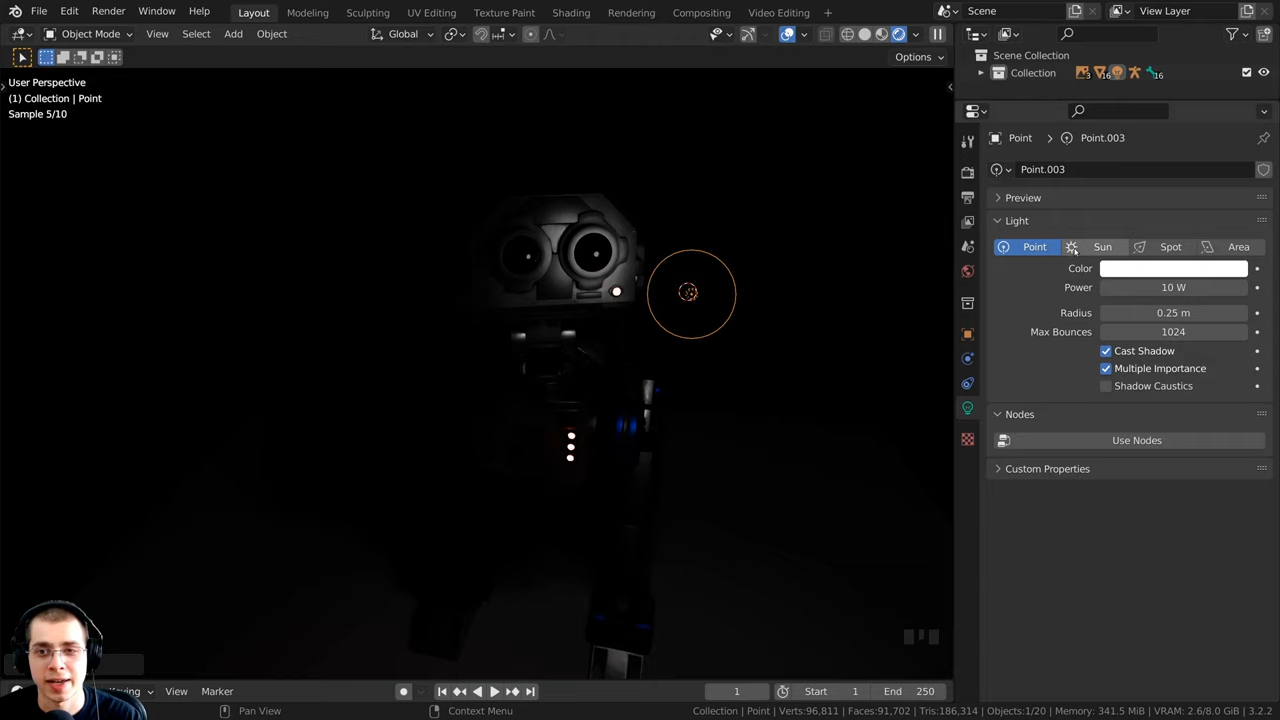 File Edit Render Window Help Layout Modeling Sculpting UV Editing Texture Paint Shading Rendering Compositing Video Editing + Scene View Layer
Object Mode View Select Add Object Global
Options
User Perspective
(1) Collection | Point
Sample 5/10
Scene Collection
Collection 3 16 16
Point Point.003
Point.003
Preview
Light
Point Sun Spot Area
Color
Power 10 W
Radius 0.25 m
Max Bounces 1024
Cast Shadow
Multiple Importance
Shadow Caustics
Nodes
Use Nodes
Custom Properties
Keying View Marker 1 Start 1 End 250
Pan View Context Menu Collection | Point | Verts:96,811 | Faces:91,702 | Tris:186,314 | Objects:1/20 | Memory: 341.5 MiB | VRAM: 2.6/8.0 GiB | 3.2.2